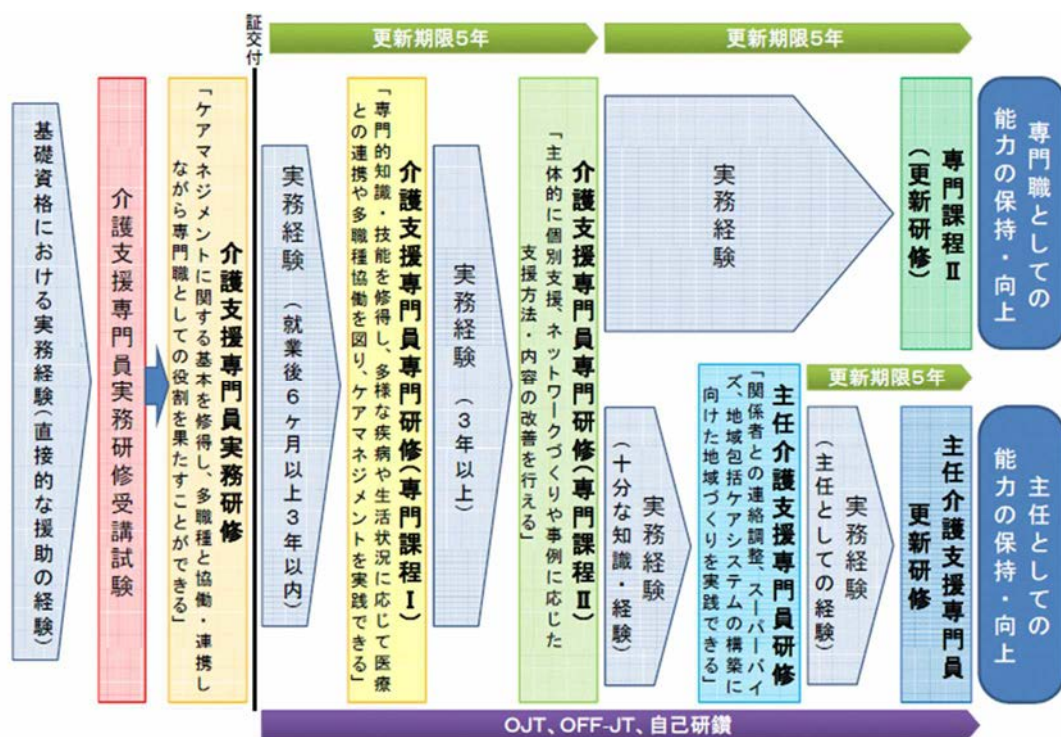 証交付
更新期限5年
更新期限5年
基礎資格における実務経験(直接的な援助の経験)
介護支援専門員実務研修受講試験
介護支援専門員実務研修
「ケアマネジメントに関する基本を修得し、多職種と協働・連携し
ながら専門職としての役割を果たすことができる」
実務経験(就業後6ヶ月以上3年以内)
介護支援専門員専門研修(専門課程Ⅰ)
「専門的知識・技能を修得し、多様な疾病や生活状況に応じて医療
との連携や多職種協働を図り、ケアマネジメントを実践できる」
実務経験(3年以上)
介護支援専門員専門研修(専門課程Ⅱ)
「主体的に個別支援、ネットワークづくりや事例に応じた
支援方法・内容の改善を行える」
実務経験
専門課程Ⅱ
(更新研修)
専門職としての
能力の保持・向上
実務経験
(十分な知識・経験)
主任介護支援専門員研修
「関係者との連絡調整、スーパーバイ
ズ、地域包括ケアシステムの構築に
向けた地域づくりを実践できる」
更新期限5年
実務経験
(主任としての経験)
主任介護支援専門員
更新研修
主任としての
能力の保持・向上
OJT、OFF-JT、自己研鑽